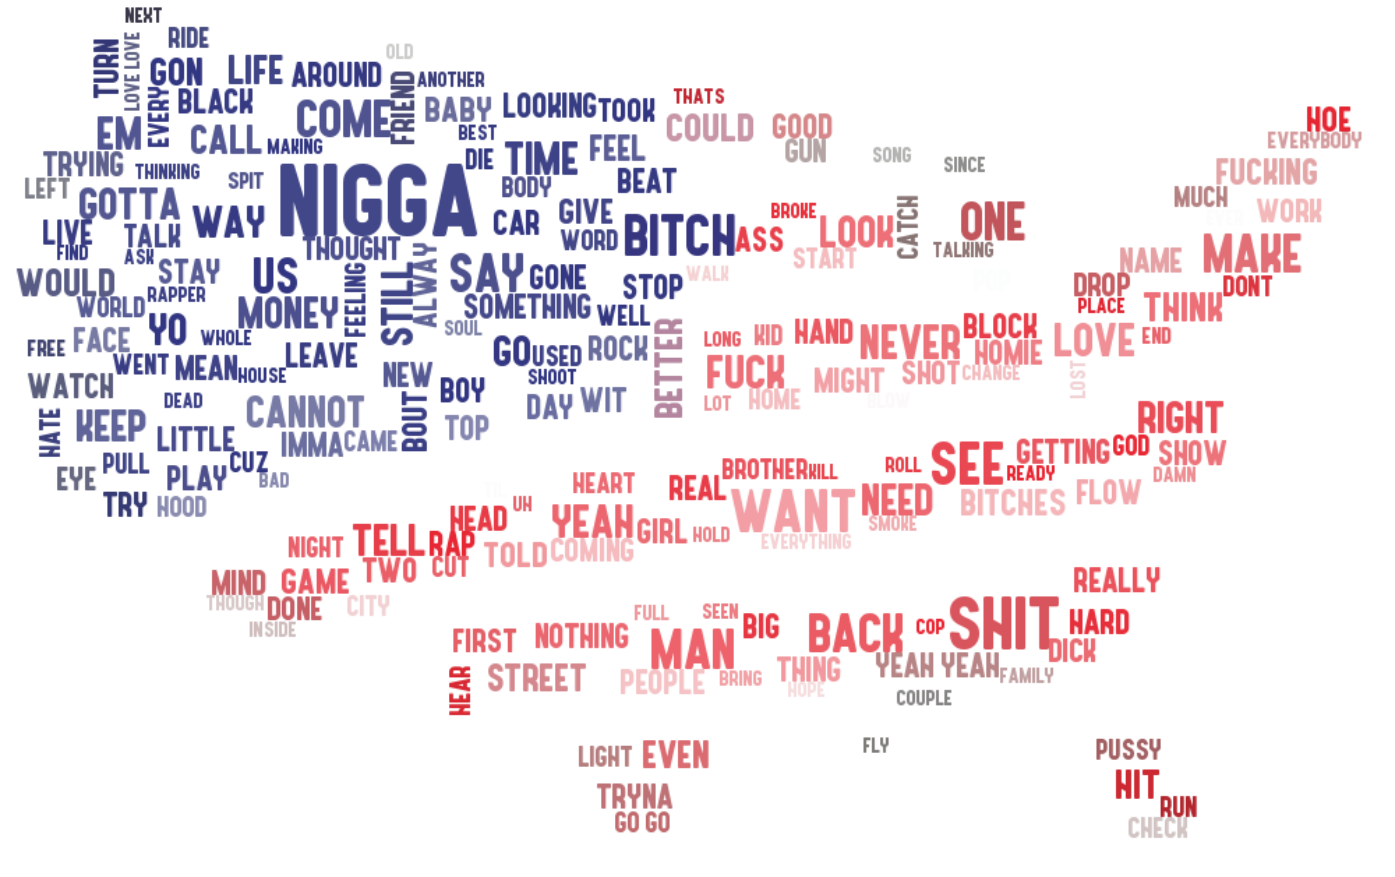 NEXT
TURN
LOVE LOVE
RIDE
OLD
GON
LIFE
AROUND
FRIEND
ANOTHER
EVERY
BLACK
COME
BABY
LOOKING
TOOK
THATS
EM
CALL
MAKING
BEST
COULD
GOOD
HOE
TRYING
THINKING
DIE
TIME
FEEL
GUN
SONG
SINCE
EVERYBODY
LEFT
SPIT
NIGGA
BODY
BEAT
FUCKING
GOTTA
WAY
CAR
GIVE
BROKE
CATCH
ONE
MUCH
WORK
LIVE
TALK
THOUGHT
WORD
BITCH
ASS
LOOK
TALKING
FIND
ASK
STAY
US
FEELING
STILL
ALWAY
SAY
GONE
STOP
WALK
START
NAME
MAKE
WOULD
RAPPER
DROP
DONT
WORLD
MONEY
SOMETHING
WELL
PLACE
THINK
FREE
FACE
YO
WHOLE
SOUL
BETTER
LONG
KID
HAND
NEVER
BLOCK
LOVE
END
WENT
MEAN
HOUSE
LEAVE
GO
USED
ROCK
HOMIE
WATCH
NEW
SHOOT
FUCK
MIGHT
SHOT
CHANGE
LOST
DEAD
BOY
DAY
WIT
LOT
HOME
BLOW
HATE
KEEP
CANNOT
BOUT
TOP
RIGHT
LITTLE
IMMA
CAME
PULL
CUZ
BROTHER
KILL
ROLL
SEE
GETTING
GOD
SHOW
EYE
PLAY
BAD
READY
DAMN
TRY
HOOD
HEART
REAL
WANT
NEED
BITCHES
FLOW
HEAD
UH
YEAH
GIRL
HOLD
SMOKE
NIGHT
TELL
RAP
TOLD
COMING
EVERYTHING
MIND
GAME
TWO
CUT
REALLY
THOUGH
DONE
CITY
INSIDE
FULL
SEEN
BIG
BACK
COP
SHIT
HARD
FIRST
NOTHING
MAN
DICK
HEAR
STREET
PEOPLE
BRING
THING
YEAH YEAH
FAMILY
HOPE
COUPLE
LIGHT
EVEN
FLY
PUSSY
TRYNA
HIT
GO GO
RUN
CHECK